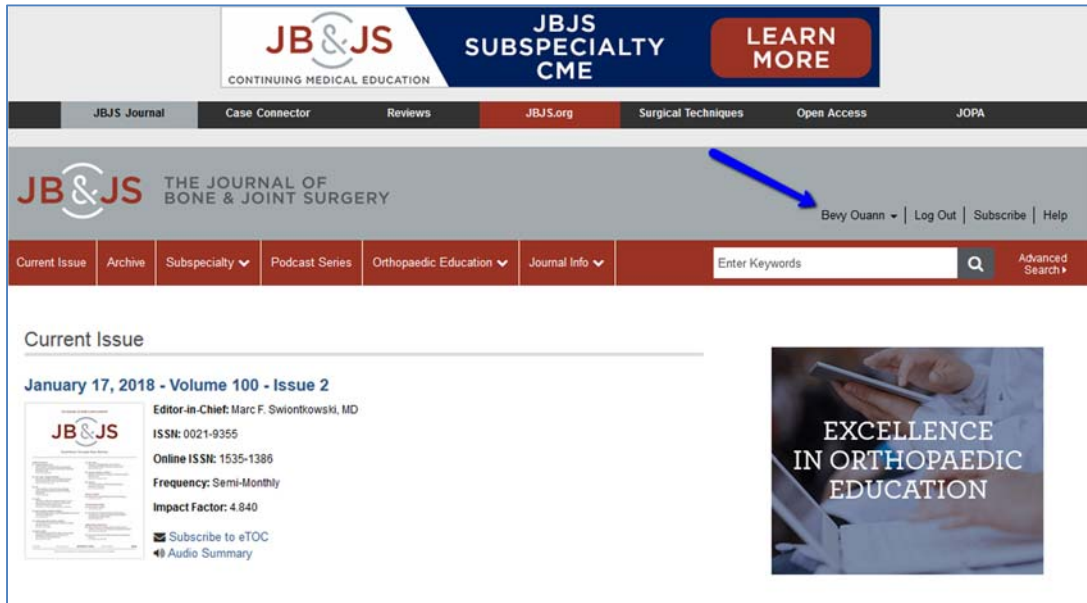 JB&JS
CONTINUING MEDICAL EDUCATION
JBJS
SUBSPECIALTY
CME
LEARN
MORE
JBJS Journal Case Connector Reviews JBJS.org Surgical Techniques Open Access JOPA
JB&JS
THE JOURNAL OF
BONE & JOINT SURGERY
Bevy Ouann | Log Out | Subscribe | Help
Current Issue Archive Subspecialty Podcast Series Orthopaedic Education Journal Info Enter Keywords Advanced
Search
Current Issue
January 17, 2018 - Volume 100 - Issue 2
JB&JS
Editor-in-Chief: Marc F. Swiontkowski, MD
ISSN: 0021-9355
Online ISSN: 1535-1386
Frequency: Semi-Monthly
Impact Factor: 4.840
Subscribe to eTOC
Audio Summary
EXCELLENCE
IN ORTHOPAEDIC
EDUCATION